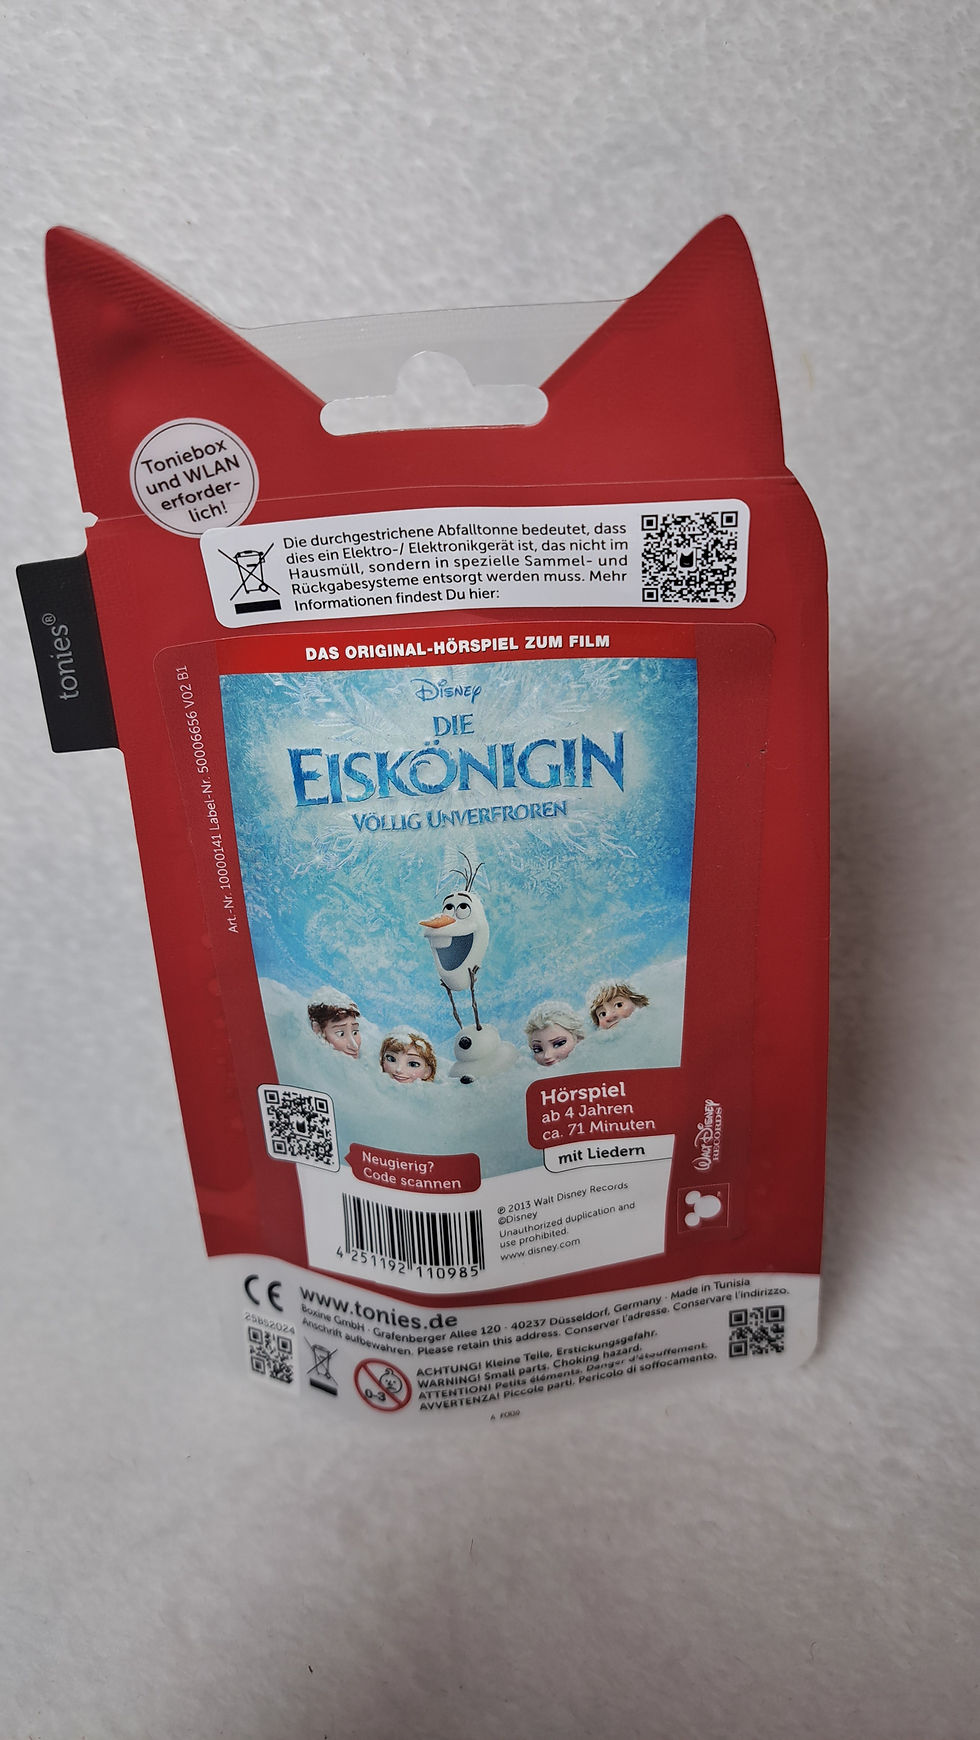 Toniebox
und WLAN
erforder-
lich!
Die durchgestrichene Abfalltonne bedeutet, dass
dies ein Elektro-/ Elektronikgerät ist, das nicht im
Hausmüll, sondern in spezielle Sammel- und
Rückgabesysteme entsorgt werden muss. Mehr
Informationen findest Du hier:
tonies®
DAS ORIGINAL-HÖRSPIEL ZUM FILM
Art.-Nr. 10000141 Label-Nr. 50006656 V02 B1
Disney
DIE
EISKÖNIGIN
VÖLLIG UNVERFROREN
Hörspiel
ab 4 Jahren
ca. 71 Minuten
mit Liedern
WALT DISNEY
RECORDS
Neugierig?
Code scannen
4 251192 110985
℗ 2013 Walt Disney Records
©Disney
Unauthorized duplication and
use prohibited.
www.disney.com
CE
www.tonies.de
Boxine GmbH · Grafenberger Allee 120 · 40237 Düsseldorf, Germany · Made in Tunisia
Anschrift aufbewahren. Please retain this address. Conserver l'adresse. Conservare l'indirizzo.
25BS2024
0-3
ACHTUNG! Kleine Teile, Erstickungsgefahr.
WARNING! Small parts. Choking hazard.
ATTENTION! Petits éléments. Danger d'étouffement.
AVVERTENZA! Piccole parti. Pericolo di soffocamento.